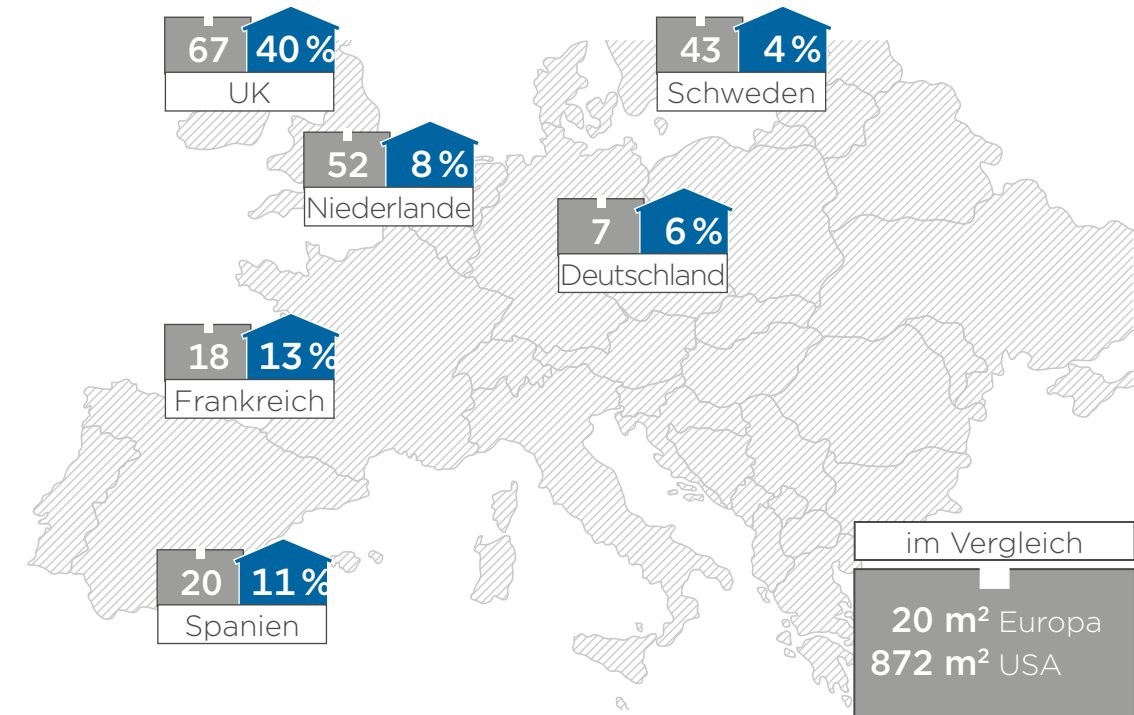 67 40 %
UK
43 4 %
Schweden
52 8 %
Niederlande
7 6 %
Deutschland
18 13 %
Frankreich
20 11 %
Spanien
im Vergleich
20 m² Europa
872 m² USA